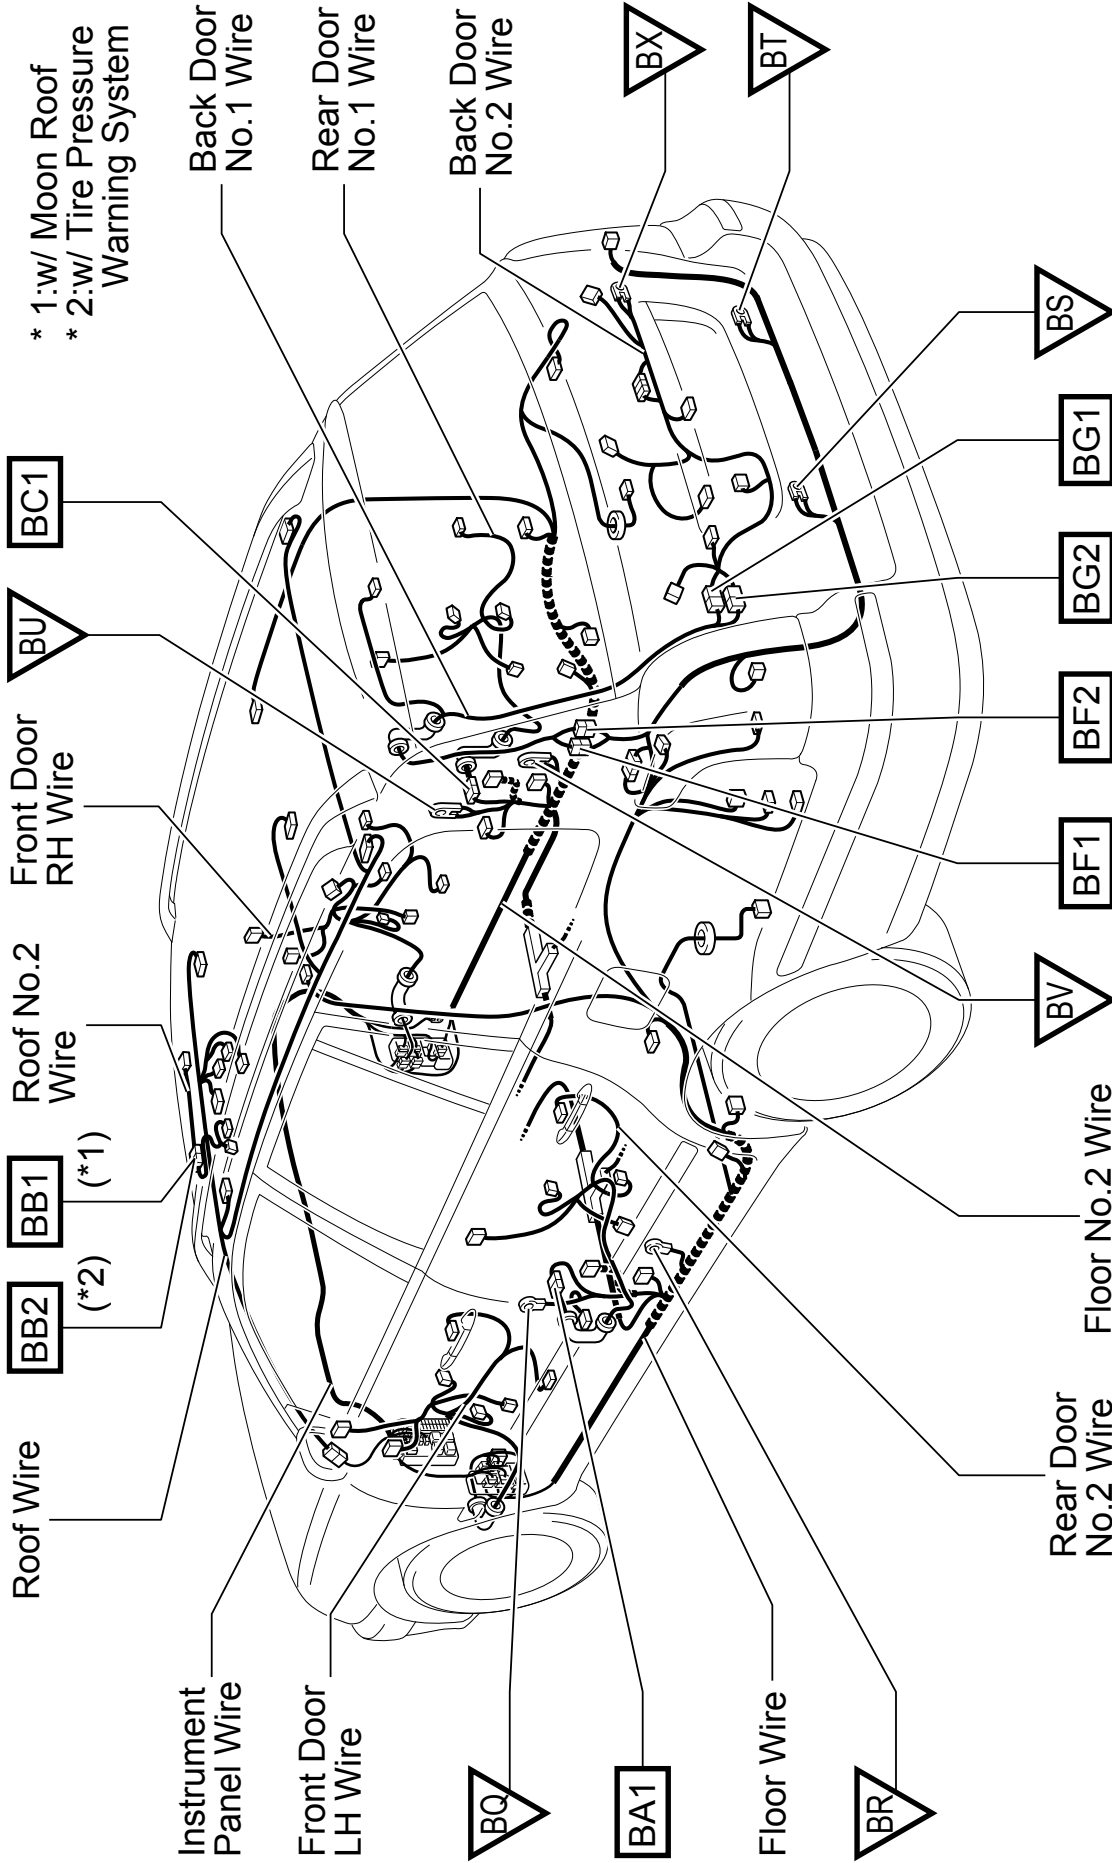 * 1:w/ Moon Roof
* 2:w/ Tire Pressure
Warning System
Roof Wire
BB2
(*2)
BB1
(*1)
Roof No.2
Wire
Front Door
RH Wire
BU
BC1
Back Door
No.1 Wire
Rear Door
No.1 Wire
Back Door
No.2 Wire
BX
BT
Instrument
Panel Wire
Front Door
LH Wire
BQ
BA1
Floor Wire
BR
Rear Door
No.2 Wire
Floor No.2 Wire
BV
BF1
BF2
BG2
BG1
BS